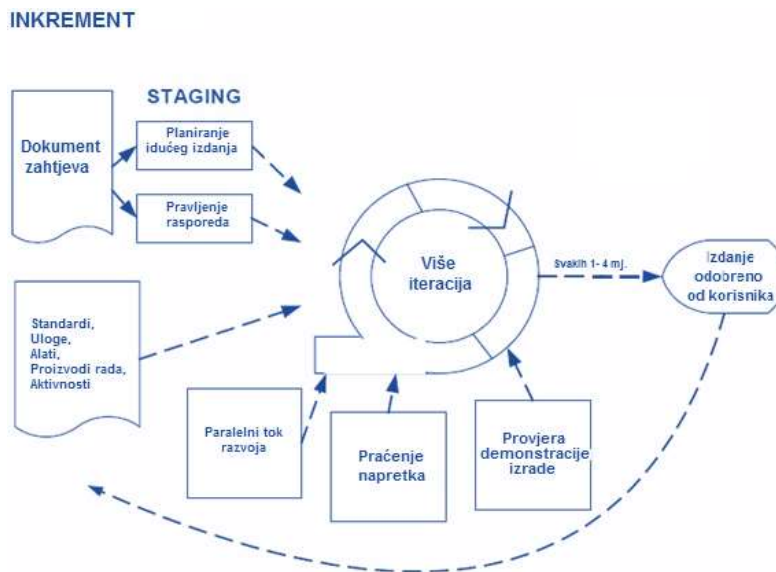 INKREMENT
STAGING
Dokument
zahtjeva
Planiranje
idućeg izdanja
Pravljenje
rasporeda
Više
iteracija
Svakih 1- 4 mj.
Izdanje
odobreno
od korisnika
Standardi,
Uloge,
Alati,
Proizvodi rada,
Aktivnosti
Paralelni tok
razvoja
Praćenje
napretka
Provjera
demonstracije
izrade